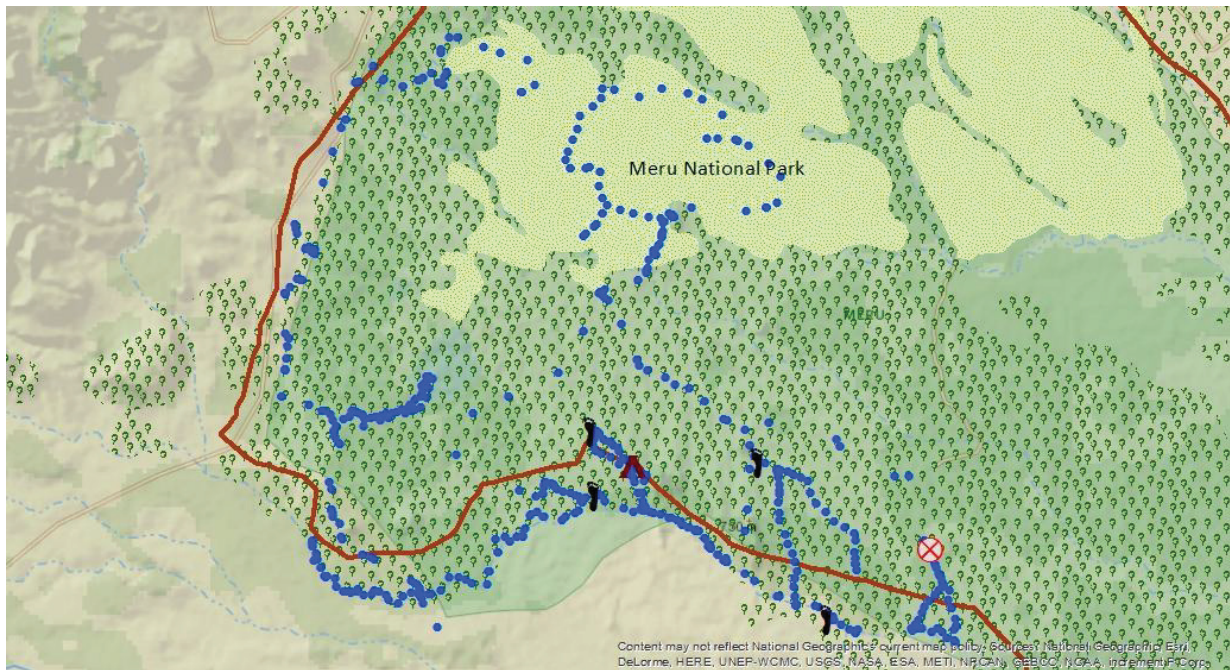 Meru National Park
MERU
Content may not reflect National Geographic's current map policy. Sources: National Geographic, Esri,
DeLorme, HERE, UNEP-WCMC, USGS, NASA, ESA, METI, NRCAN, GEBCO, NOAA, increment P Corp.